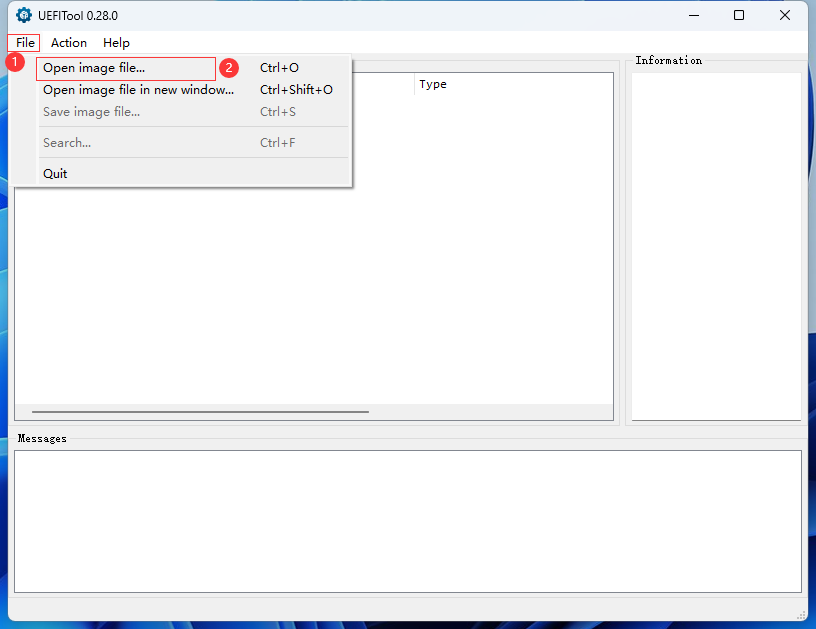 UEFITool 0.28.0
File Action Help
1
Open image file... 2 Ctrl+O
Open image file in new window... Ctrl+Shift+O
Save image file... Ctrl+S
Search... Ctrl+F
Quit
Type
Information
Messages